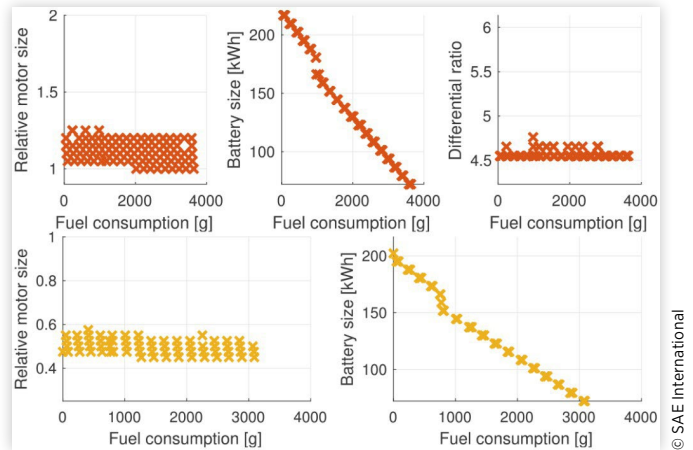 Relative motor size
2
1.5
1
0 2000 4000
Fuel consumption [g]
Battery size [kWh]
200
150
100
0 2000 4000
Fuel consumption [g]
Differential ratio
6
5.5
5
4.5
0 2000 4000
Fuel consumption [g]
Relative motor size
1
0.8
0.6
0.4
0 1000 2000 3000 4000
Fuel consumption [g]
Battery size [kWh]
200
150
100
0 1000 2000 3000 4000
Fuel consumption [g]
© SAE International